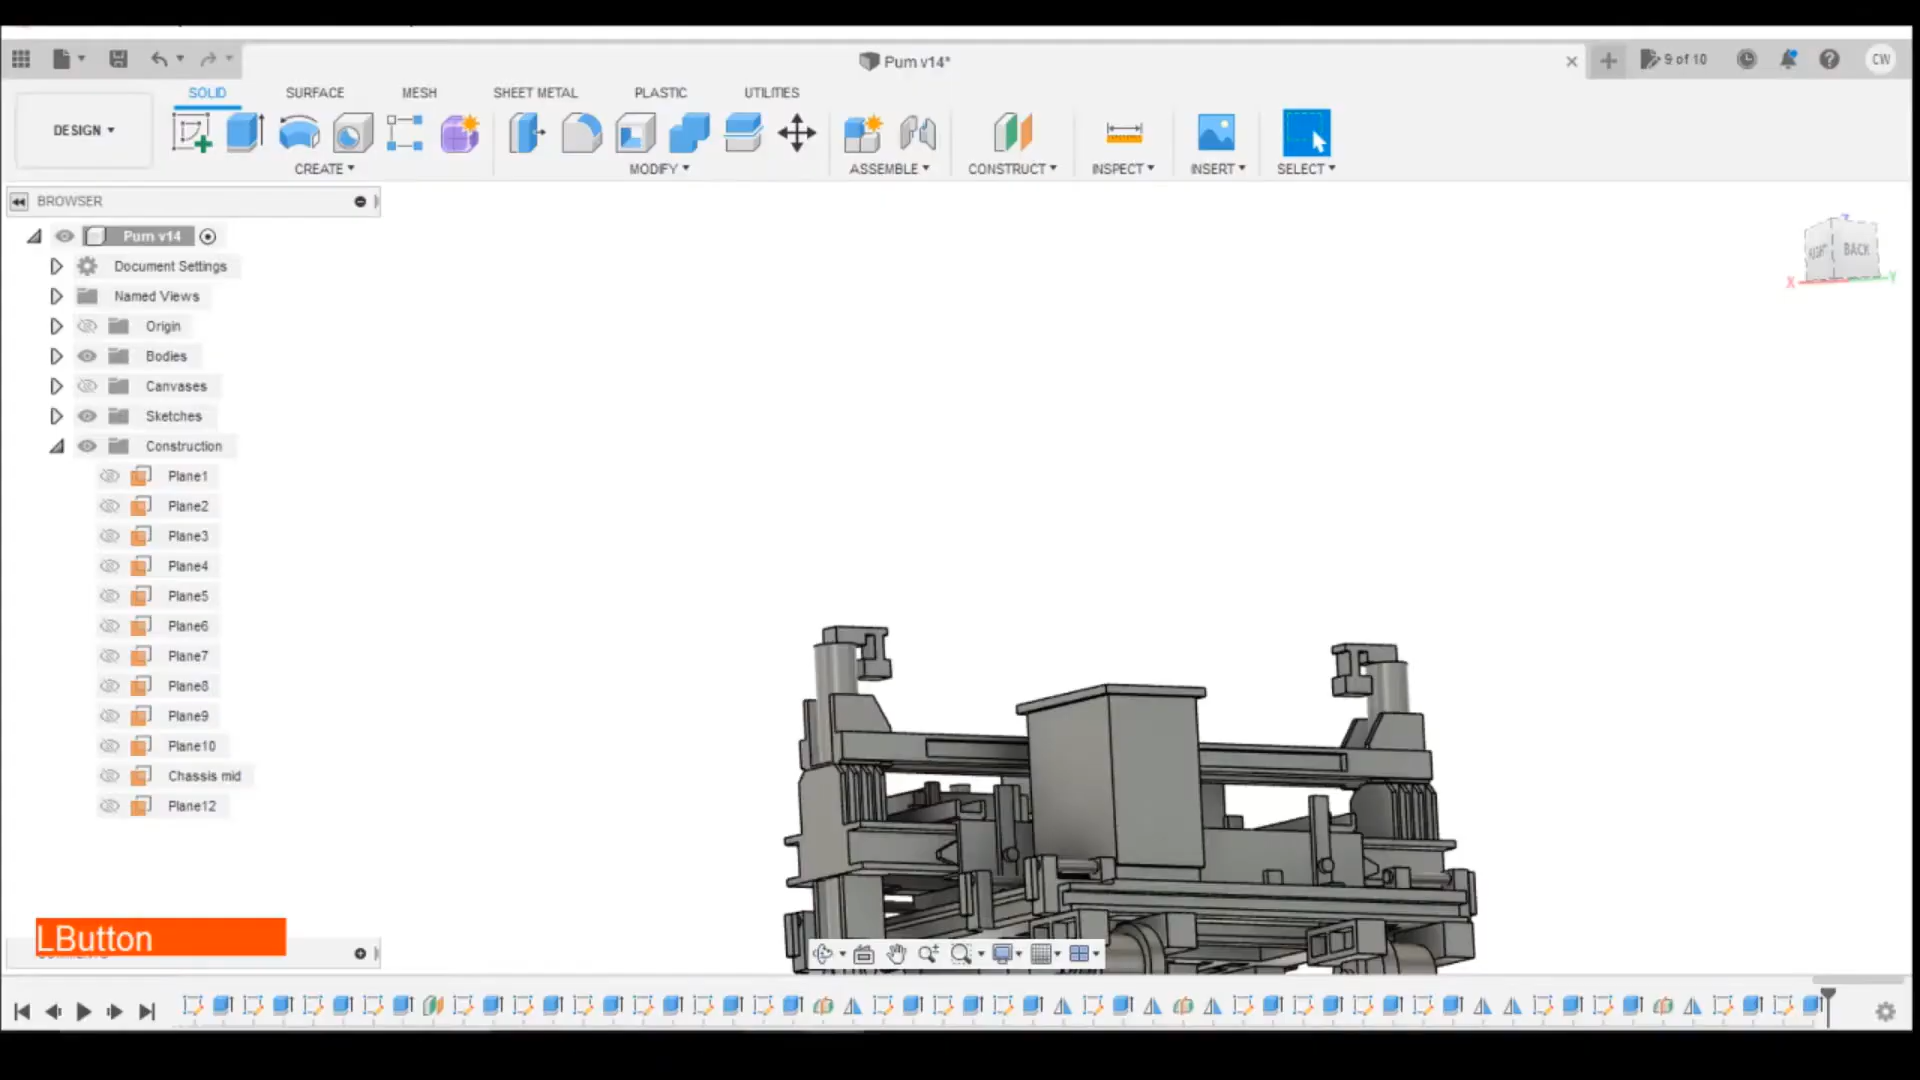 Pum v14*
9 of 10
CW
DESIGN
SOLID
SURFACE
MESH
SHEET METAL
PLASTIC
UTILITIES
CREATE
MODIFY
ASSEMBLE
CONSTRUCT
INSPECT
INSERT
SELECT
BROWSER
Pum v14
Document Settings
Named Views
Origin
Bodies
Canvases
Sketches
Construction
Plane1
Plane2
Plane3
Plane4
Plane5
Plane6
Plane7
Plane8
Plane9
Plane10
Chassis mid
Plane12
Z
RIGHT
BACK
X
Y
LButton